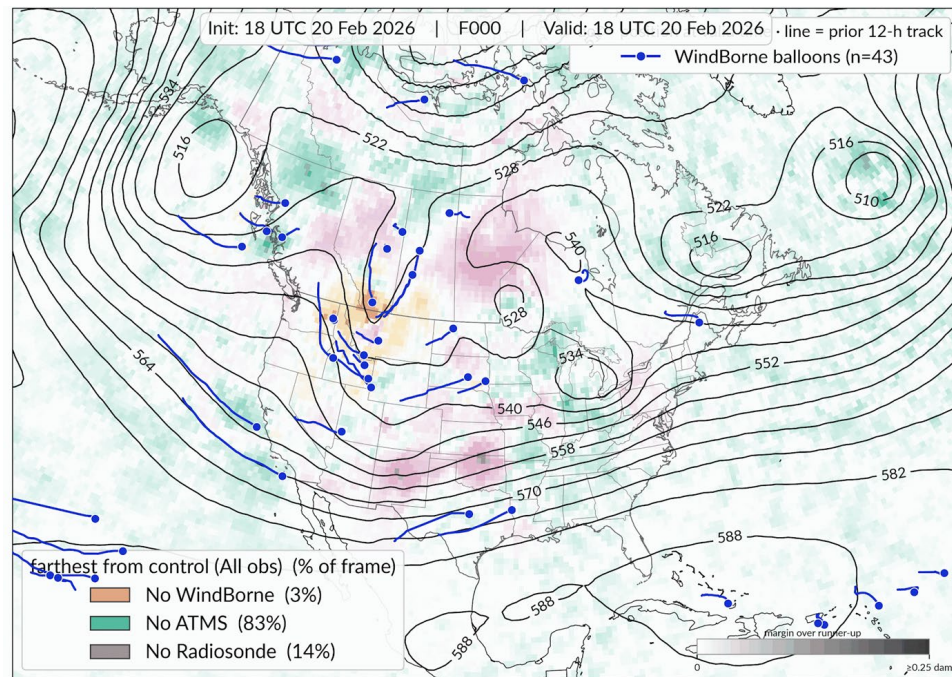 Init: 18 UTC 20 Feb 2026 | F000 | Valid: 18 UTC 20 Feb 2026 · line = prior 12-h track
WindBorne balloons (n=43)
534
516
522
528
516
510
522
516
540
528
534
564
552
540
546
558
570
582
588
588
588
farthest from control (All obs) (% of frame)
No WindBorne (3%)
No ATMS (83%)
No Radiosonde (14%)
margin over runner-up
0 ≥0.25 dam